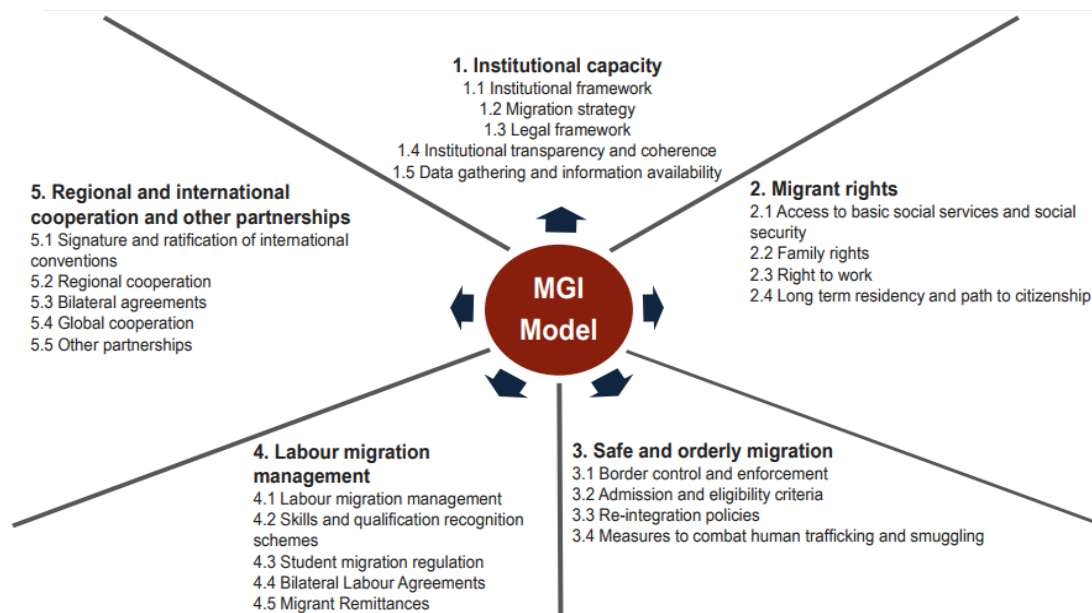 1. Institutional capacity
1.1 Institutional framework
1.2 Migration strategy
1.3 Legal framework
1.4 Institutional transparency and coherence
1.5 Data gathering and information availability
2. Migrant rights
2.1 Access to basic social services and social
security
2.2 Family rights
2.3 Right to work
2.4 Long term residency and path to citizenship
3. Safe and orderly migration
3.1 Border control and enforcement
3.2 Admission and eligibility criteria
3.3 Re-integration policies
3.4 Measures to combat human trafficking and smuggling
4. Labour migration
management
4.1 Labour migration management
4.2 Skills and qualification recognition
schemes
4.3 Student migration regulation
4.4 Bilateral Labour Agreements
4.5 Migrant Remittances
5. Regional and international
cooperation and other partnerships
5.1 Signature and ratification of international
conventions
5.2 Regional cooperation
5.3 Bilateral agreements
5.4 Global cooperation
5.5 Other partnerships
MGI
Model